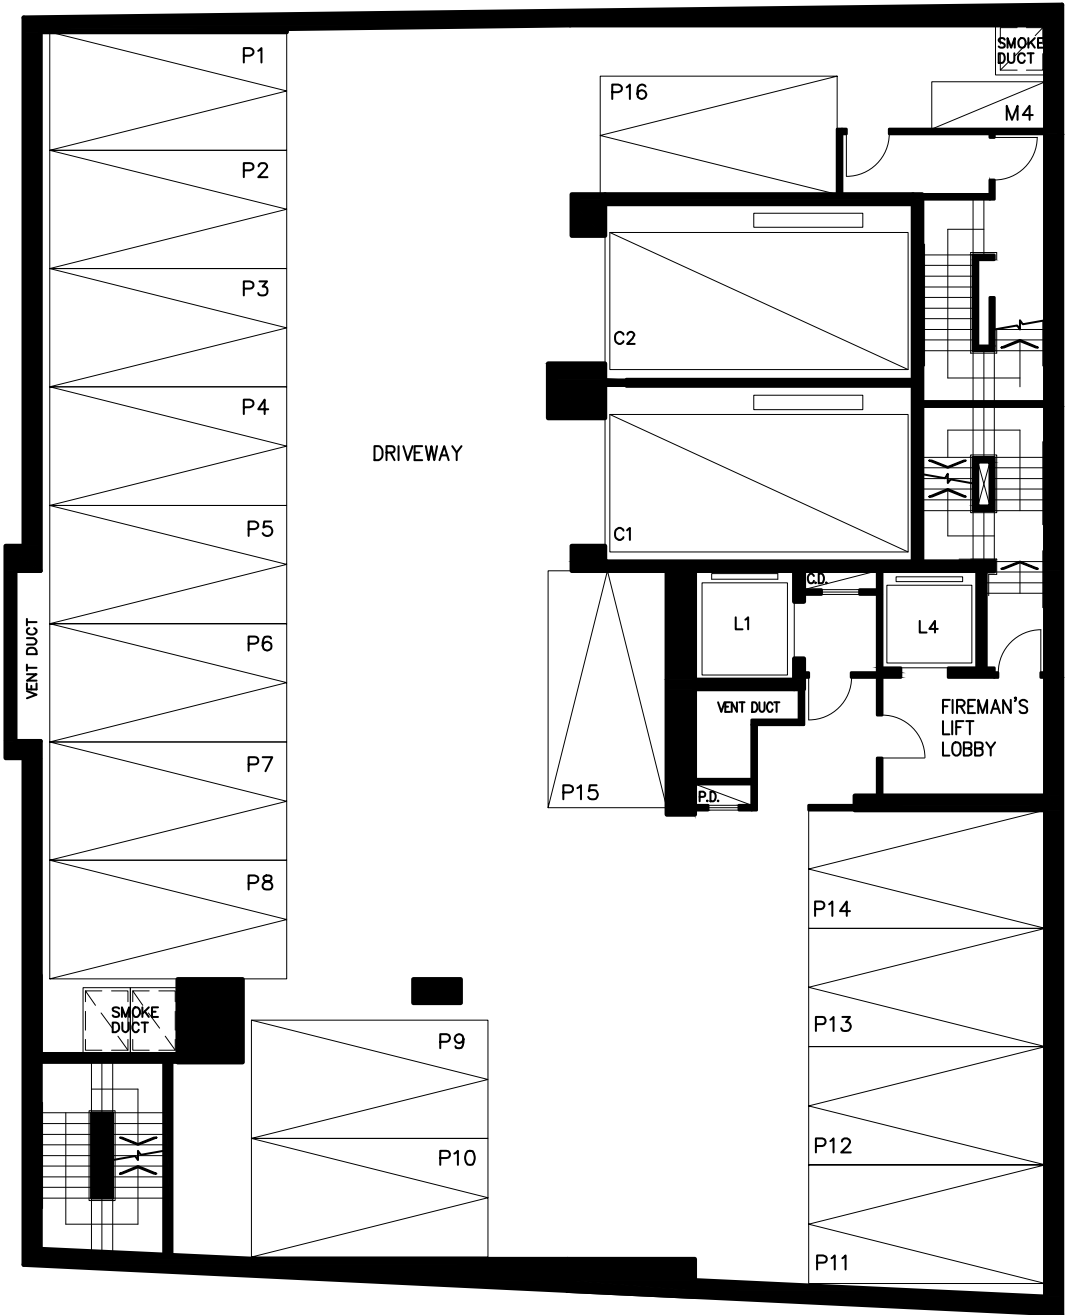 P1
SMOKE
DUCT
P16
M4
P2
P3
C2
P4
DRIVEWAY
P5
C1
C.D.
L1
L4
P6
VENT DUCT
VENT DUCT
FIREMAN'S
LIFT
LOBBY
P7
P15
P.D.
P8
P14
SMOKE
DUCT
P13
P9
P12
P10
P11